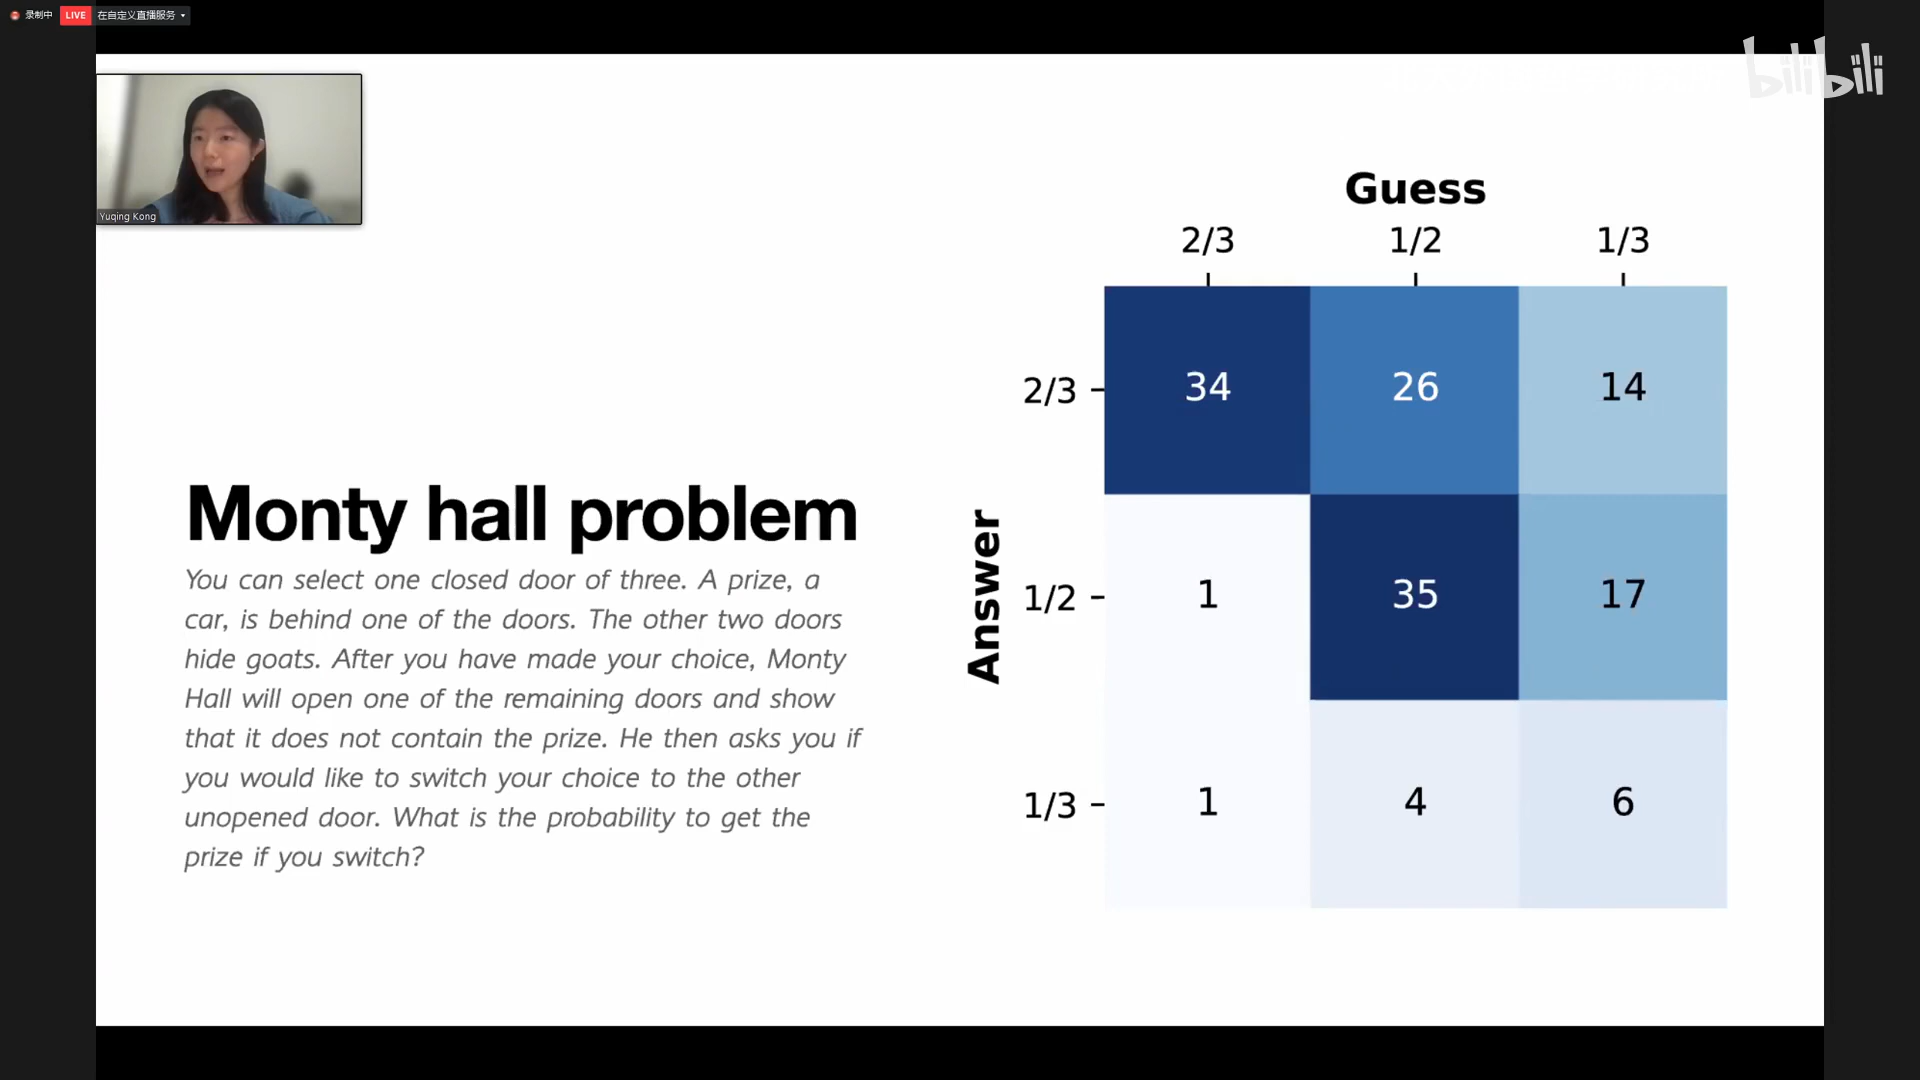 录制中 LIVE 在自定义直播服务
bilibili
Yuqing Kong
Monty hall problem
You can select one closed door of three. A prize, a
car, is behind one of the doors. The other two doors
hide goats. After you have made your choice, Monty
Hall will open one of the remaining doors and show
that it does not contain the prize. He then asks you if
you would like to switch your choice to the other
unopened door. What is the probability to get the
prize if you switch?
Guess
2/3 1/2 1/3
Answer
2/3 34 26 14
1/2 1 35 17
1/3 1 4 6